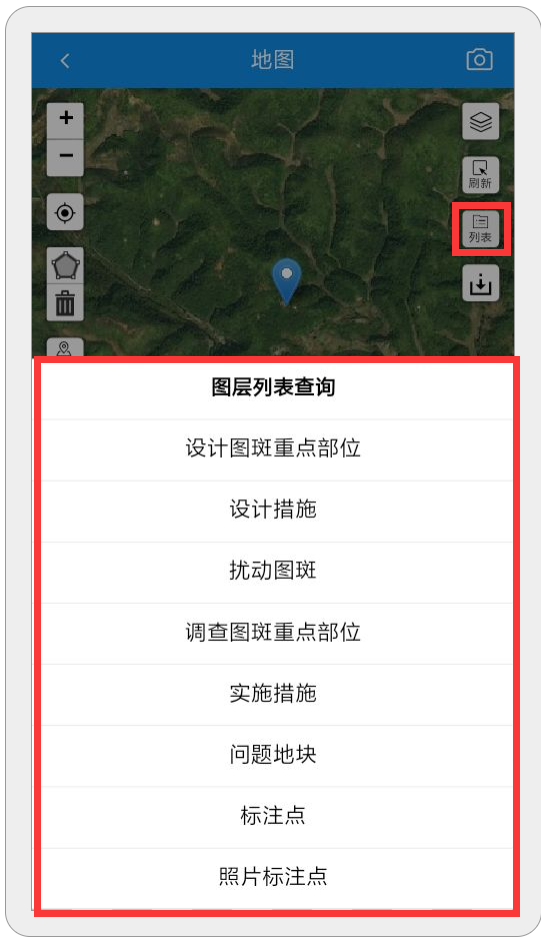 地图
+
−
刷新
列表
图层列表查询
设计图斑重点部位
设计措施
扰动图斑
调查图斑重点部位
实施措施
问题地块
标注点
照片标注点